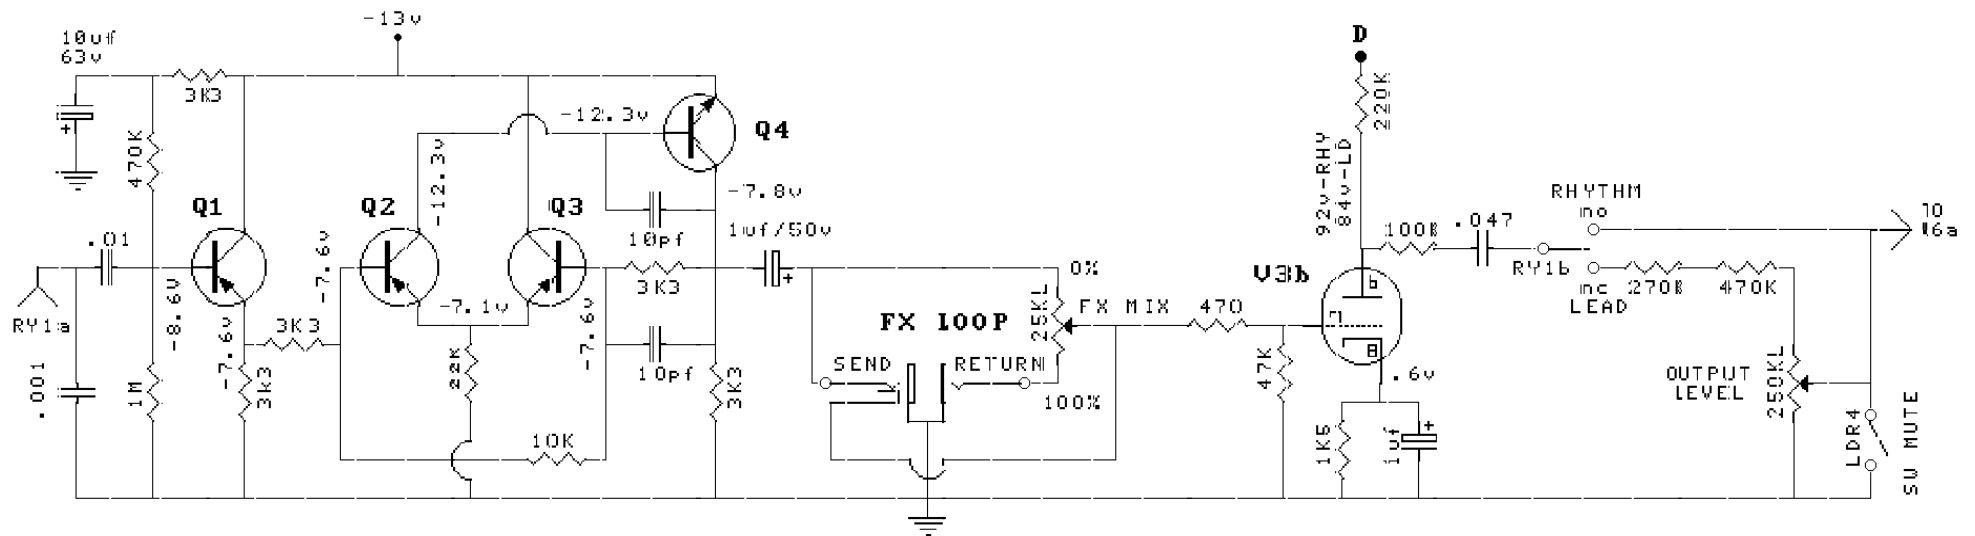 -13v
10uf
63v
3K3
470K
Q1
.01
RY1a
.001
-8.6V
1M
-7.6v
3k3
3K3
-7.6v
Q2
-12.3v
-7.1v
22K
10K
Q3
-12.3v
Q4
-7.8v
10pf
1uf/50v
3K3
-7.6v
10pf
3K3
FX LOOP
SEND
RETURN
25KL
0%
100%
FX MIX
470
47K
D
220K
92v-RHY
84v-LD
V3b
.6v
1K5
1uf
100K
.047
RY1b
RHYTHM
no
nc
LEAD
270K
470K
OUTPUT
LEVEL
250KL
TO
V6a
LDR4
SW MUTE